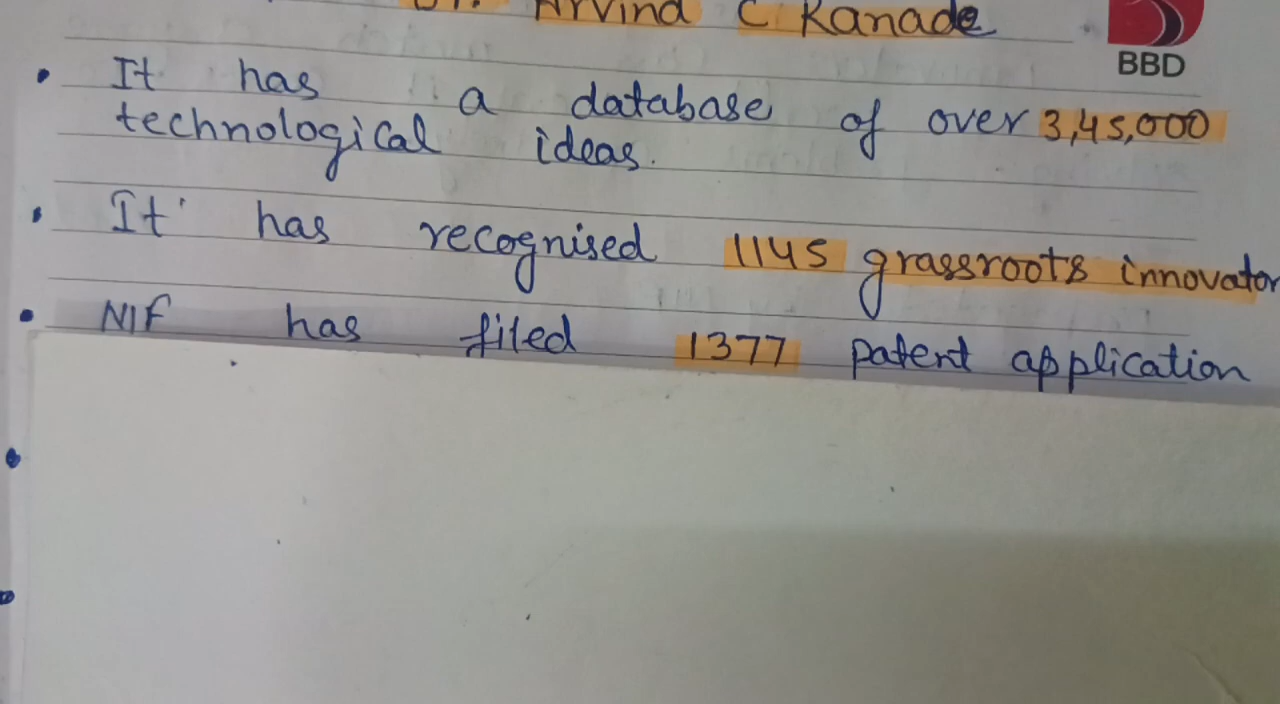 Dr. Arvind C Kanade
BBD
• It has a database of over 3,45,000
technological ideas.
• It has recognised 1145 grassroots innovator
• NIF has filed 1377 patent application